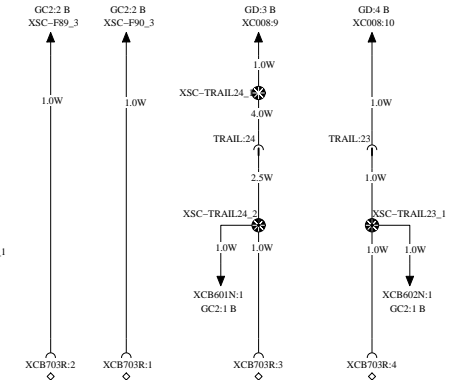 GC2:2 B GC2:2 B GD:3 B GD:4 B
XSC–F89_3 XSC–F90_3 XC008:9 XC008:10
1.0W
XSC–TRAIL24_1
1.0W 1.0W 4.0W 1.0W
TRAIL:24 TRAIL:23
2.5W 1.0W
XSC–TRAIL24_2 XSC–TRAIL23_1
1.0W 1.0W 1.0W 1.0W
_1
XCB601N:1 XCB602N:1
GC2:1 B GC2:1 B
XCB703R:2 XCB703R:1 XCB703R:3 XCB703R:4